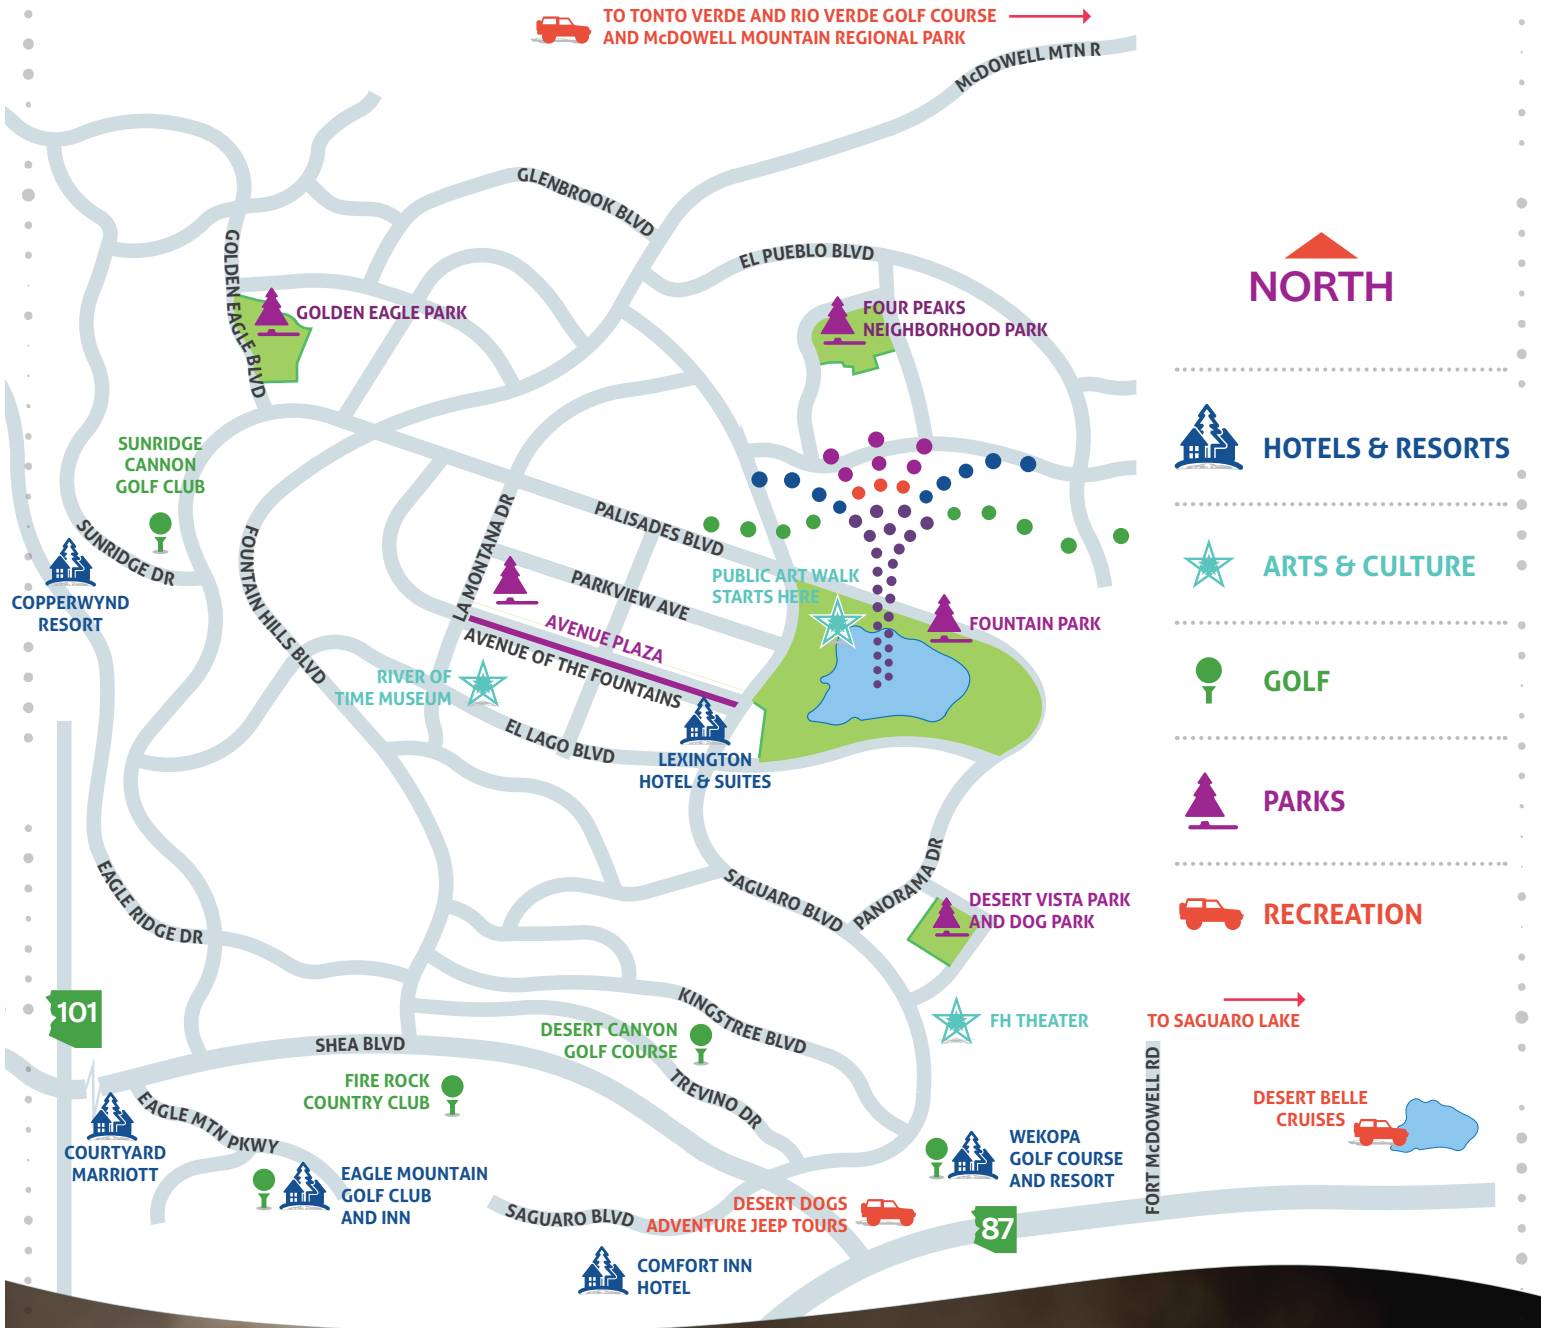 TO TONTO VERDE AND RIO VERDE GOLF COURSE
AND McDOWELL MOUNTAIN REGIONAL PARK
McDOWELL MTN R
GLENBROOK BLVD
EL PUEBLO BLVD
GOLDEN EAGLE BLVD
GOLDEN EAGLE PARK
FOUR PEAKS
NEIGHBORHOOD PARK
NORTH
HOTELS & RESORTS
ARTS & CULTURE
GOLF
PARKS
RECREATION
SUNRIDGE
CANNON
GOLF CLUB
SUNRIDGE DR
COPPERWYND
RESORT
FOUNTAIN HILLS BLVD
LA MONTANA DR
PALISADES BLVD
PARKVIEW AVE
PUBLIC ART WALK
STARTS HERE
FOUNTAIN PARK
AVENUE PLAZA
AVENUE OF THE FOUNTAINS
RIVER OF
TIME MUSEUM
EL LAGO BLVD
LEXINGTON
HOTEL & SUITES
SAGUARO BLVD
PANORAMA DR
DESERT VISTA PARK
AND DOG PARK
EAGLE RIDGE DR
101
SHEA BLVD
KINGSTREE BLVD
DESERT CANYON
GOLF COURSE
FH THEATER
TO SAGUARO LAKE
FIRE ROCK
COUNTRY CLUB
TREVINO DR
FORT McDOWELL RD
DESERT BELLE
CRUISES
EAGLE MTN PKWY
COURTYARD
MARRIOTT
EAGLE MOUNTAIN
GOLF CLUB
AND INN
WEKOPA
GOLF COURSE
AND RESORT
SAGUARO BLVD
DESERT DOGS
ADVENTURE JEEP TOURS
87
COMFORT INN
HOTEL